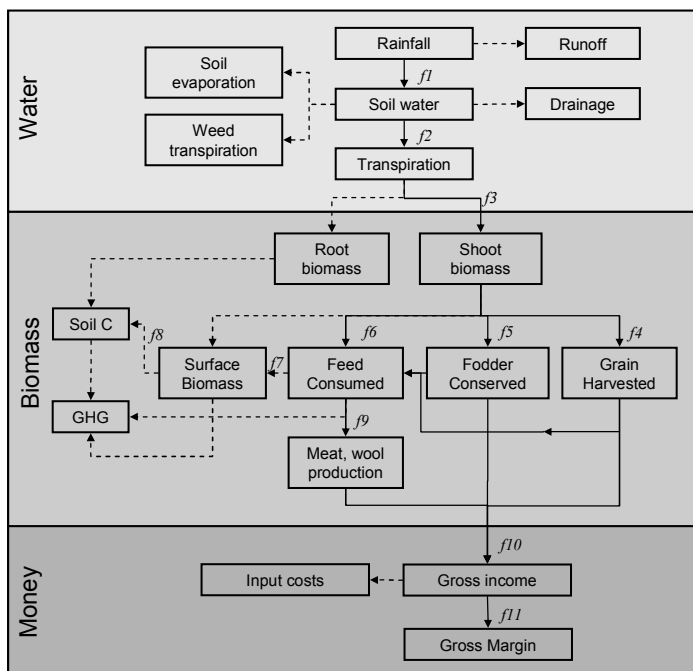 Water
Rainfall
Runoff
Soil
evaporation
f1
Soil water
Drainage
Weed
transpiration
f2
Transpiration
f3
Biomass
Root
biomass
Shoot
biomass
Soil C
f8
f6
f5
f4
Surface
Biomass
f7
Feed
Consumed
Fodder
Conserved
Grain
Harvested
GHG
f9
Meat, wool
production
Money
f10
Input costs
Gross income
f11
Gross Margin